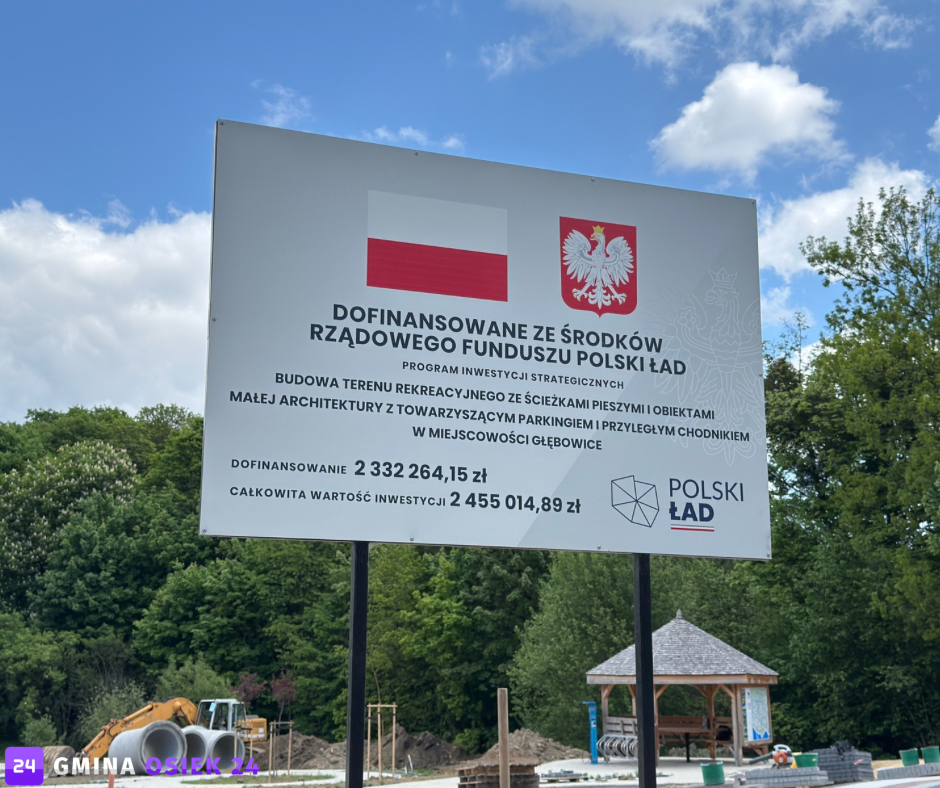 DOFINANSOWANE ZE ŚRODKÓW
RZĄDOWEGO FUNDUSZU POLSKI ŁAD
PROGRAM INWESTYCJI STRATEGICZNYCH
BUDOWA TERENU REKREACYJNEGO ZE ŚCIEŻKAMI PIESZYMI I OBIEKTAMI
MAŁEJ ARCHITEKTURY Z TOWARZYSZĄCYM PARKINGIEM I PRZYLEGŁYM CHODNIKIEM
W MIEJSCOWOŚCI GŁĘBOWICE
DOFINANSOWANIE 2 332 264,15 zł
CAŁKOWITA WARTOŚĆ INWESTYCJI 2 455 014,89 zł
POLSKI
ŁAD
24 GMINA OSIEK 24